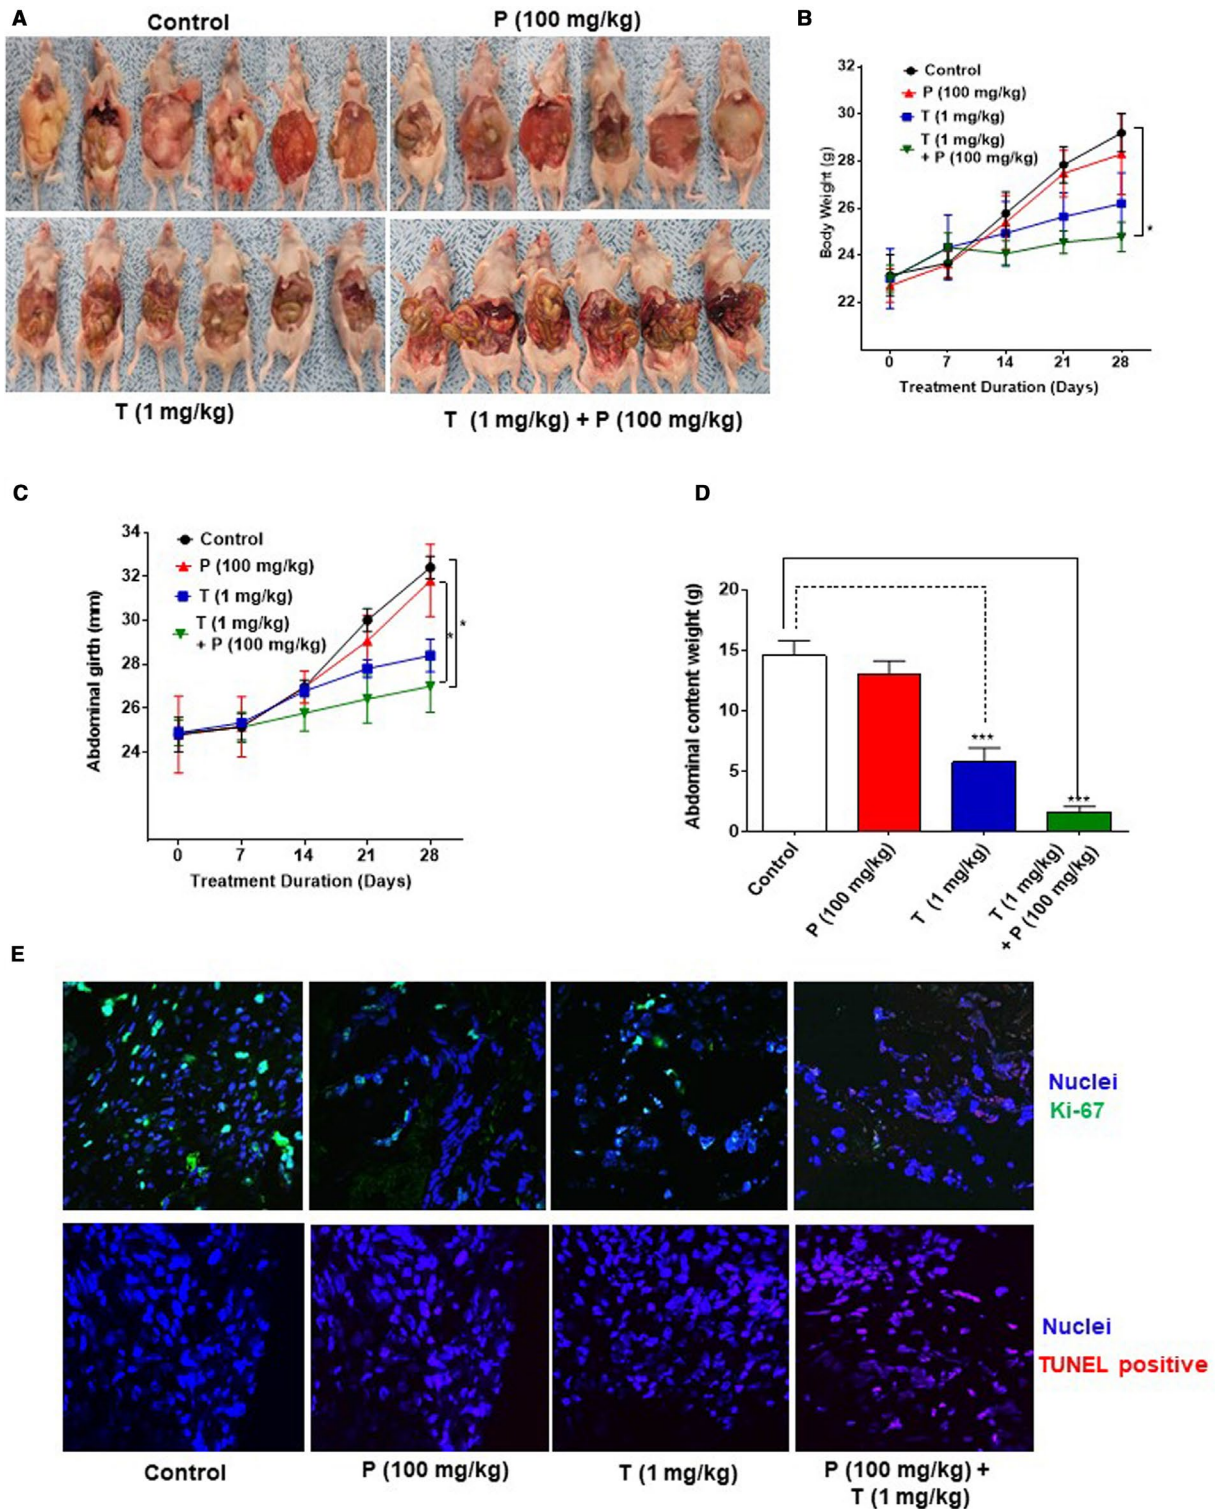 A
Control
P (100 mg/kg)
T (1 mg/kg)
T (1 mg/kg) + P (100 mg/kg)
B
32
30
28
26
24
22
Body Weight (g)
Control
P (100 mg/kg)
T (1 mg/kg)
T (1 mg/kg)
+ P (100 mg/kg)
*
0 7 14 21 28
Treatment Duration (Days)
C
34
32
30
28
26
24
Abdominal girth (mm)
Control
P (100 mg/kg)
T (1 mg/kg)
T (1 mg/kg)
+ P (100 mg/kg)
*
*
0 7 14 21 28
Treatment Duration (Days)
D
20
15
10
5
0
Abdominal content weight (g)
***
***
Control
P (100 mg/kg)
T (1 mg/kg)
T (1 mg/kg)
+ P (100 mg/kg)
E
Nuclei
Ki-67
Nuclei
TUNEL positive
Control
P (100 mg/kg)
T (1 mg/kg)
P (100 mg/kg) +
T (1 mg/kg)